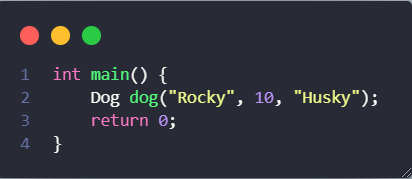 1 int main() {
2     Dog dog("Rocky", 10, "Husky");
3     return 0;
4 }